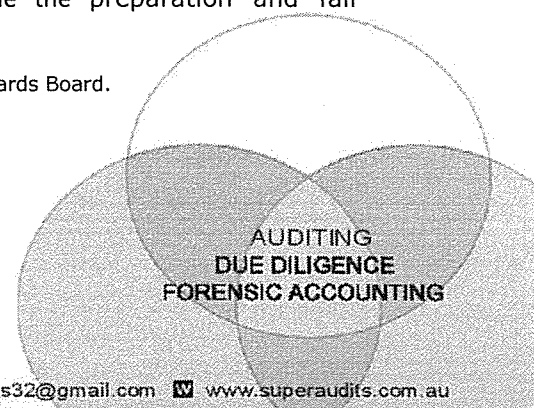 the preparation and fair
ards Board.
AUDITING
DUE DILIGENCE
FORENSIC ACCOUNTING
s32@gmail.com W www.superaudits.com.au